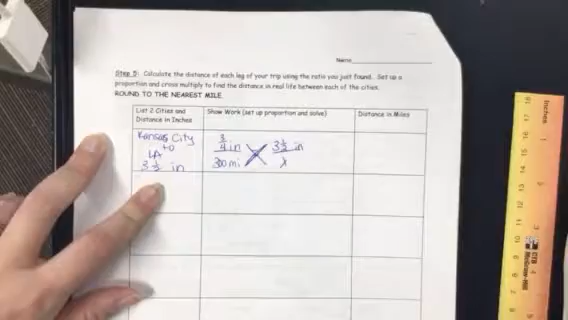 Name
Step 5: Calculate the distance of each leg of your trip using the ratio you just found. Set up a
proportion and cross multiply to find the distance in real life between each of the cities.
ROUND TO THE NEAREST MILE
List 2 Cities and
Distance in Inches
Show Work (set up proportion and solve)
Distance in Miles
Kansas City
to
LA
3 1/2 in
3/4 in
300 mi
3 1/2 in
x
Inches